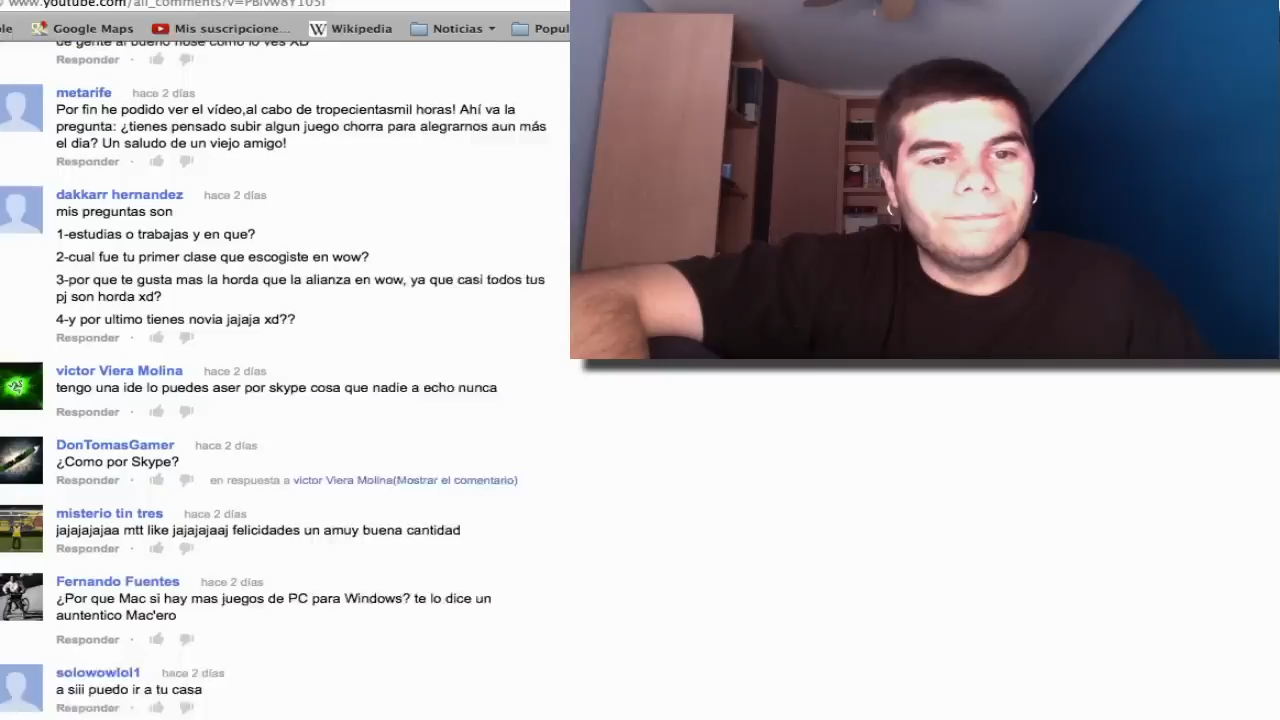 www.youtube.com/all_comments?v=PBivw8Y1U5I
Google Maps
Mis suscripcione...
Wikipedia
Noticias
Popul
de gente al bueno nose como lo ves XD
Responder ·
metarife hace 2 días
Por fin he podido ver el vídeo,al cabo de tropecientasmil horas! Ahí va la
pregunta: ¿tienes pensado subir algun juego chorra para alegrarnos aun más
el dia? Un saludo de un viejo amigo!
Responder ·
dakkarr hernandez hace 2 días
mis preguntas son
1-estudias o trabajas y en que?
2-cual fue tu primer clase que escogiste en wow?
3-por que te gusta mas la horda que la alianza en wow, ya que casi todos tus
pj son horda xd?
4-y por ultimo tienes novia jajaja xd??
Responder ·
victor Viera Molina hace 2 días
tengo una ide lo puedes aser por skype cosa que nadie a echo nunca
Responder ·
DonTomasGamer hace 2 días
¿Como por Skype?
Responder · en respuesta a victor Viera Molina(Mostrar el comentario)
misterio tin tres hace 2 días
jajajajajaa mtt like jajajajaaj felicidades un amuy buena cantidad
Responder ·
Fernando Fuentes hace 2 días
¿Por que Mac si hay mas juegos de PC para Windows? te lo dice un
auntentico Mac'ero
Responder ·
solowowlol1 hace 2 días
a siii puedo ir a tu casa
Responder ·